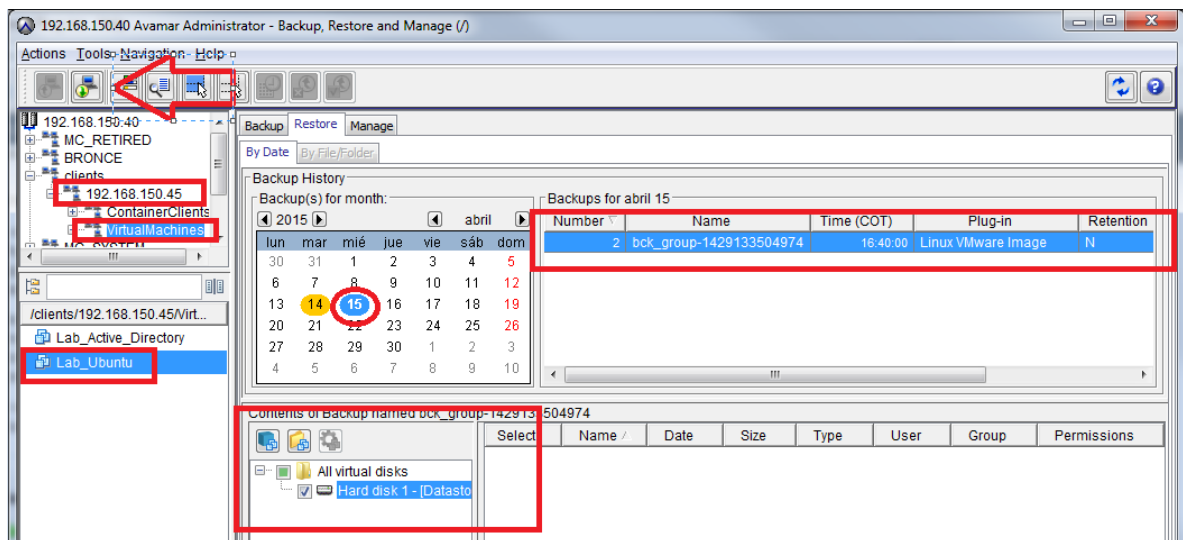 192.168.150.40 Avamar Administrator - Backup, Restore and Manage (/)
Actions Tools Navigation Help
192.168.150.40
MC_RETIRED
BRONCE
clients
192.168.150.45
ContainerClients
VirtualMachines
MC_SYSTEM
/clients/192.168.150.45/Virt...
Lab_Active_Directory
Lab_Ubuntu
Backup Restore Manage
By Date By File/Folder
Backup History
Backup(s) for month:
2015 abril
lun mar mié jue vie sáb dom
30 31 1 2 3 4 5
6 7 8 9 10 11 12
13 14 15 16 17 18 19
20 21 22 23 24 25 26
27 28 29 30 1 2 3
4 5 6 7 8 9 10
Backups for abril 15
Number Name Time (COT) Plug-in Retention
2 bck_group-1429133504974 16:40:00 Linux VMware Image N
Contents of Backup named bck_group-1429133504974
All virtual disks
Hard disk 1 - [Datasto
Select Name Date Size Type User Group Permissions